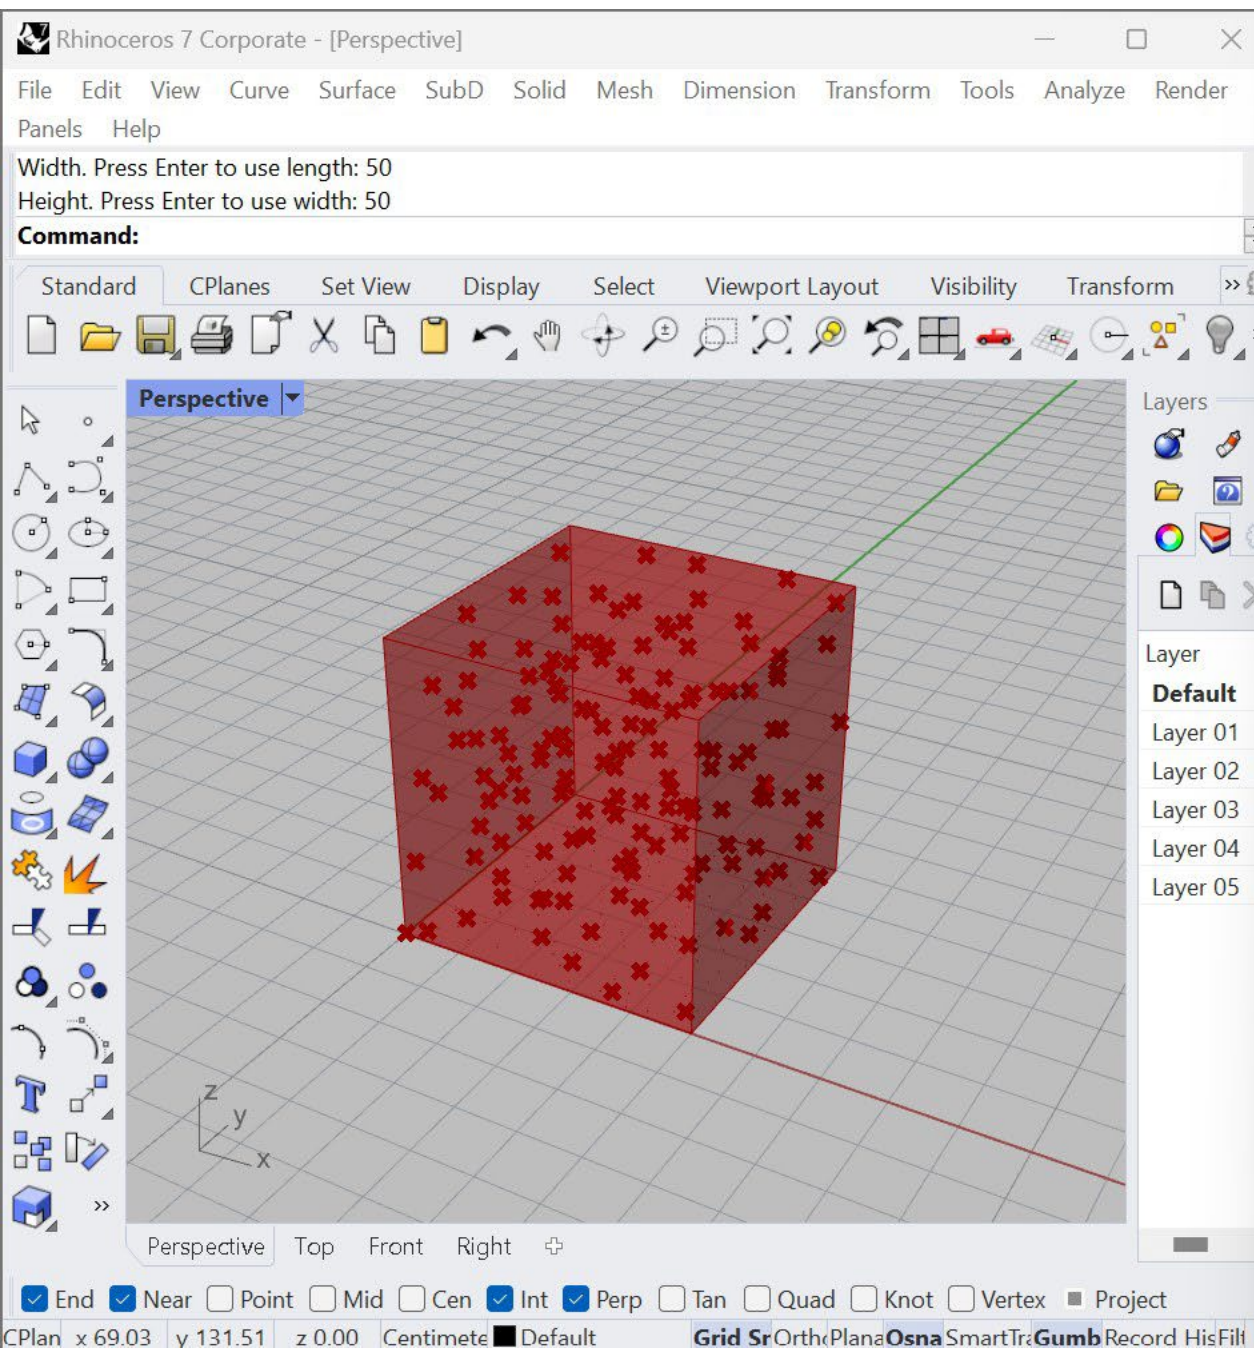 Rhinoceros 7 Corporate - [Perspective]
File Edit View Curve Surface SubD Solid Mesh Dimension Transform Tools Analyze Render
Panels Help
Width. Press Enter to use length: 50
Height. Press Enter to use width: 50
Command:
Standard CPlanes Set View Display Select Viewport Layout Visibility Transform »
Perspective
Layers
Layer
Default
Layer 01
Layer 02
Layer 03
Layer 04
Layer 05
z
y
x
»
Perspective Top Front Right
End Near Point Mid Cen Int Perp Tan Quad Knot Vertex Project
CPlan x 69.03 y 131.51 z 0.00 Centimete Default Grid Sr Ortho Plana Osna SmartTra Gumb Record His Filt